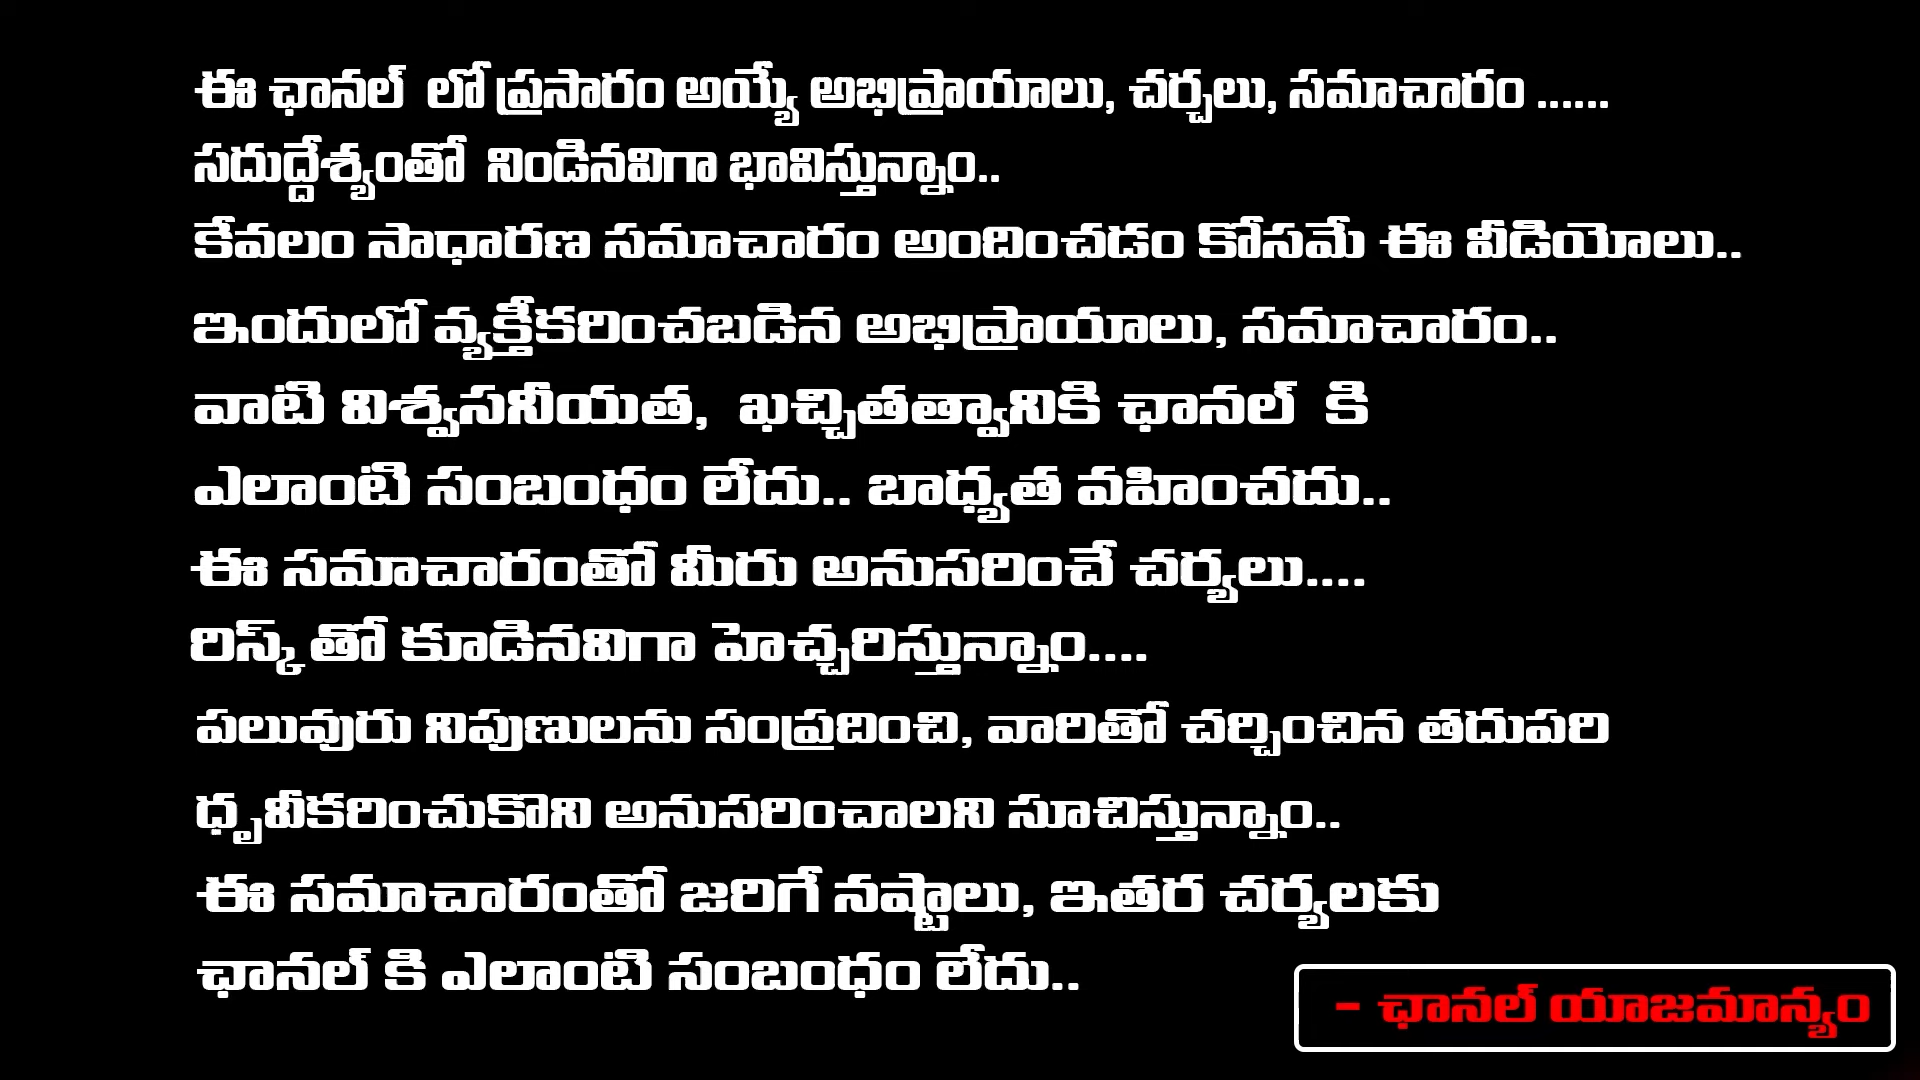 ఈ ఛానల్ లో ప్రసారం అయ్యే అభిప్రాయాలు, చర్చలు, సమాచారం ......
సదుద్దేశ్యంతో నిండినవిగా భావిస్తున్నాం..
కేవలం సాధారణ సమాచారం అందించడం కోసమే ఈ వీడియోలు..
ఇందులో వ్యక్తీకరించబడిన అభిప్రాయాలు, సమాచారం..
వాటి విశ్వసనీయత, ఖచ్చితత్వానికి ఛానల్ కి
ఎలాంటి సంబంధం లేదు.. బాధ్యత వహించదు..
ఈ సమాచారంతో మీరు అనుసరించే చర్యలు....
రిస్క్ తో కూడినవిగా హెచ్చరిస్తున్నాం....
పలువురు నిపుణులను సంప్రదించి, వారితో చర్చించిన తదుపరి
ధృవీకరించుకొని అనుసరించాలని సూచిస్తున్నాం..
ఈ సమాచారంతో జరిగే నష్టాలు, ఇతర చర్యలకు
ఛానల్ కి ఎలాంటి సంబంధం లేదు..
- ఛానల్ యాజమాన్యం